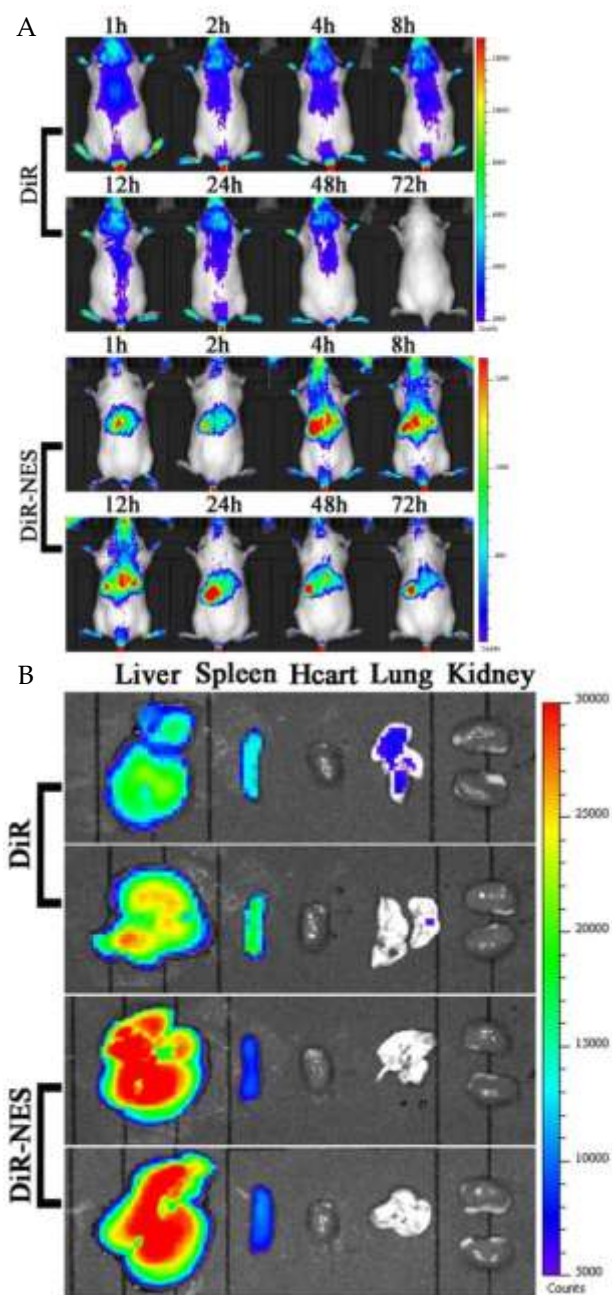 A
1h 2h 4h 8h
DiR
12h 24h 48h 72h
Counts
1h 2h 4h 8h
DiR-NES
12h 24h 48h 72h
B
Liver Spleen Heart Lung Kidney
DiR
DiR-NES
30000
25000
20000
15000
10000
5000
Counts